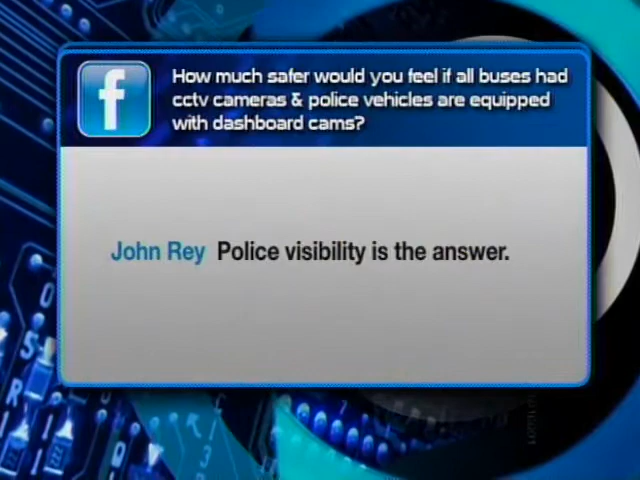 How much safer would you feel if all buses had
cctv cameras & police vehicles are equipped
with dashboard cams?
John Rey Police visibility is the answer.